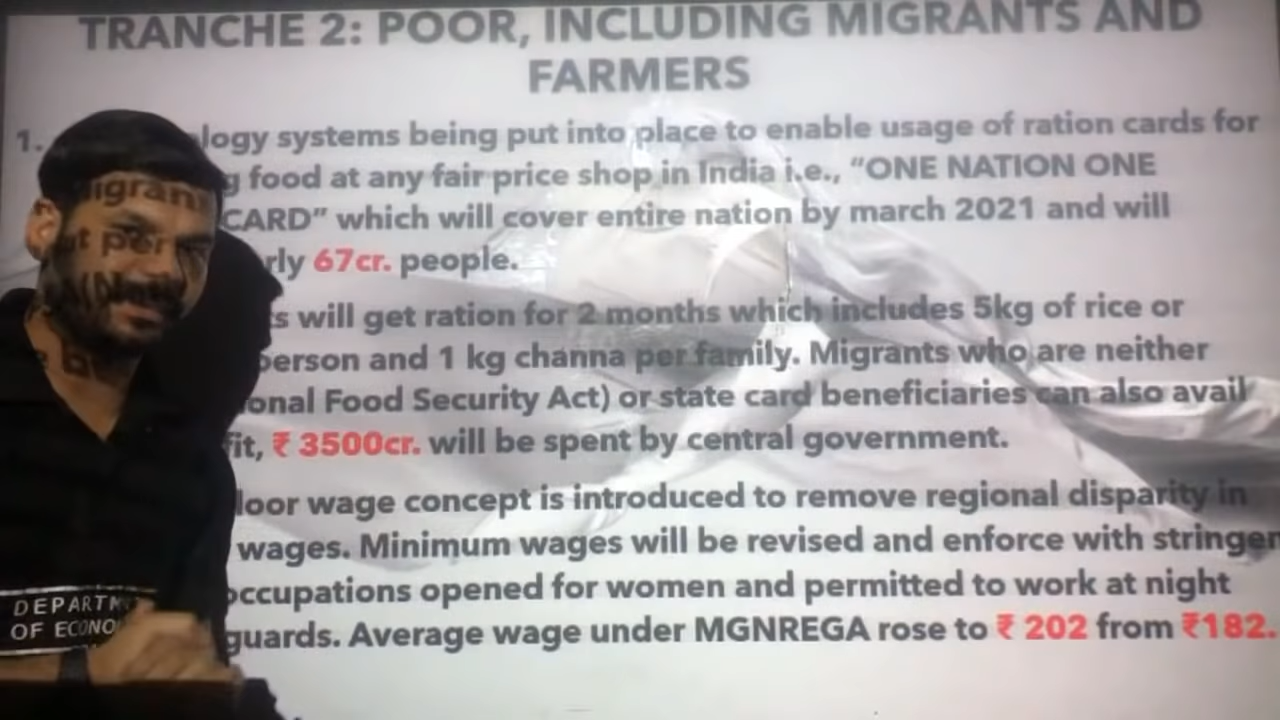 TRANCHE 2: POOR, INCLUDING MIGRANTS AND
FARMERS
1. logy systems being put into place to enable usage of ration cards for
g food at any fair price shop in India i.e., “ONE NATION ONE
CARD” which will cover entire nation by march 2021 and will
rly 67cr. people.
s will get ration for 2 months which includes 5kg of rice or
person and 1 kg channa per family. Migrants who are neither
ional Food Security Act) or state card beneficiaries can also avail
fit, ₹ 3500cr. will be spent by central government.
loor wage concept is introduced to remove regional disparity in
wages. Minimum wages will be revised and enforce with stringen
occupations opened for women and permitted to work at night
guards. Average wage under MGNREGA rose to ₹ 202 from ₹182.
igran
at per
DEPARTM
OF ECONO